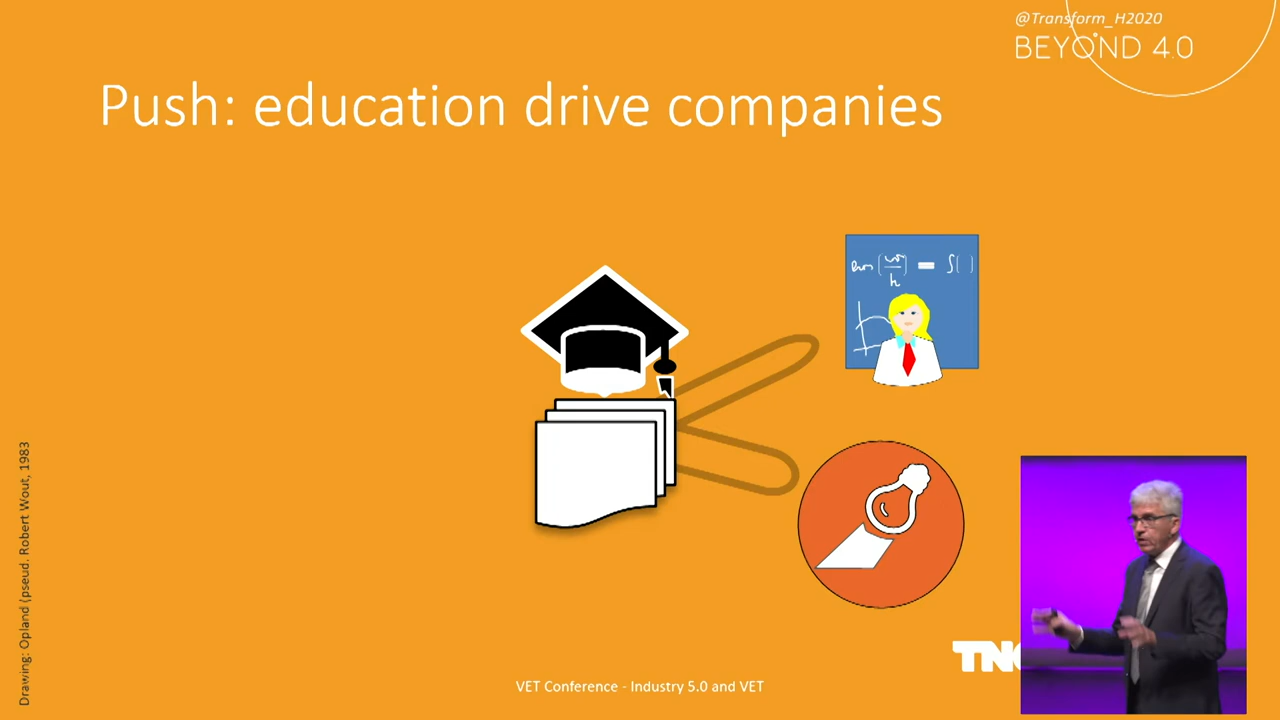 @Transform_H2020
BEYOND 4.0
Push: education drive companies
Drawing: Opland (pseud. Robert Wout, 1983
VET Conference - Industry 5.0 and VET